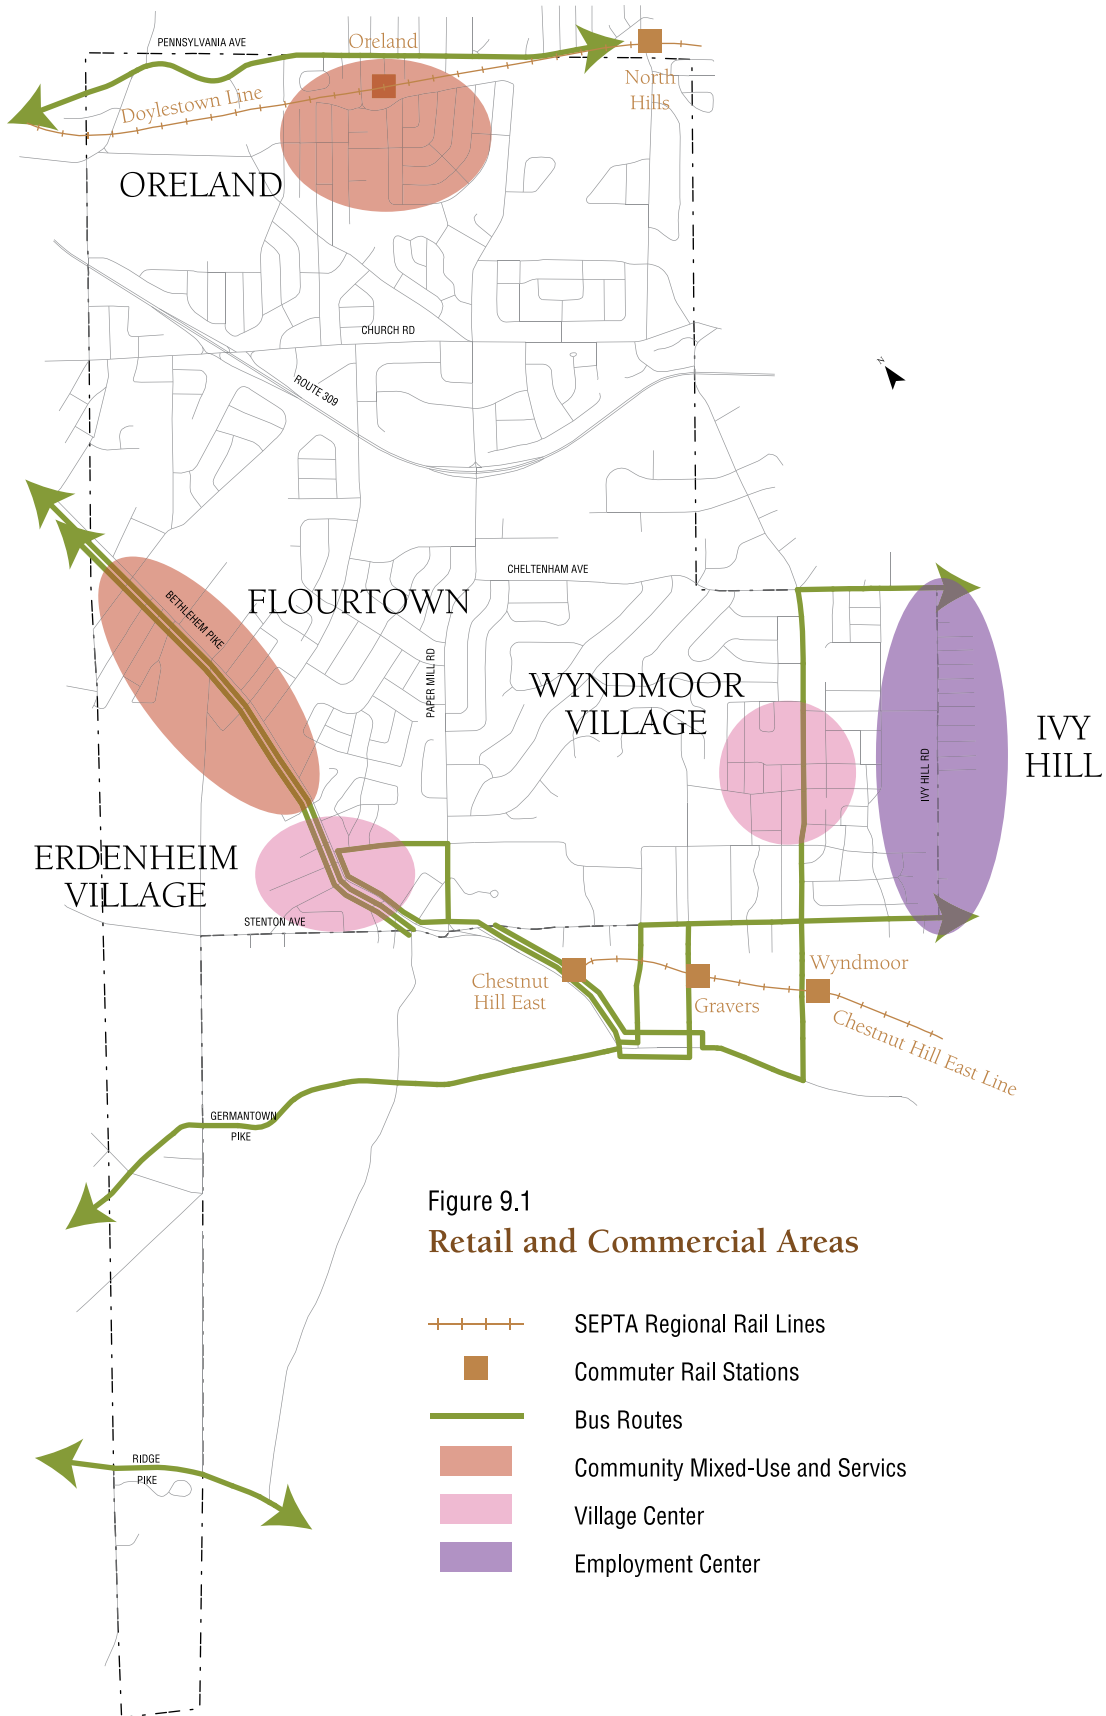 PENNSYLVANIA AVE
Oreland
North
Hills
Doylestown Line
ORELAND
CHURCH RD
ROUTE 309
N
CHELTENHAM AVE
FLOURTOWN
BETHLEHEM PIKE
PAPER MILL RD
WYNDMOOR
VILLAGE
IVY
HILL
IVY HILL RD
ERDENHEIM
VILLAGE
STENTON AVE
Chestnut
Hill East
Gravers
Wyndmoor
Chestnut Hill East Line
GERMANTOWN
PIKE
Figure 9.1
Retail and Commercial Areas
SEPTA Regional Rail Lines
Commuter Rail Stations
Bus Routes
Community Mixed-Use and Servics
Village Center
Employment Center
RIDGE
PIKE